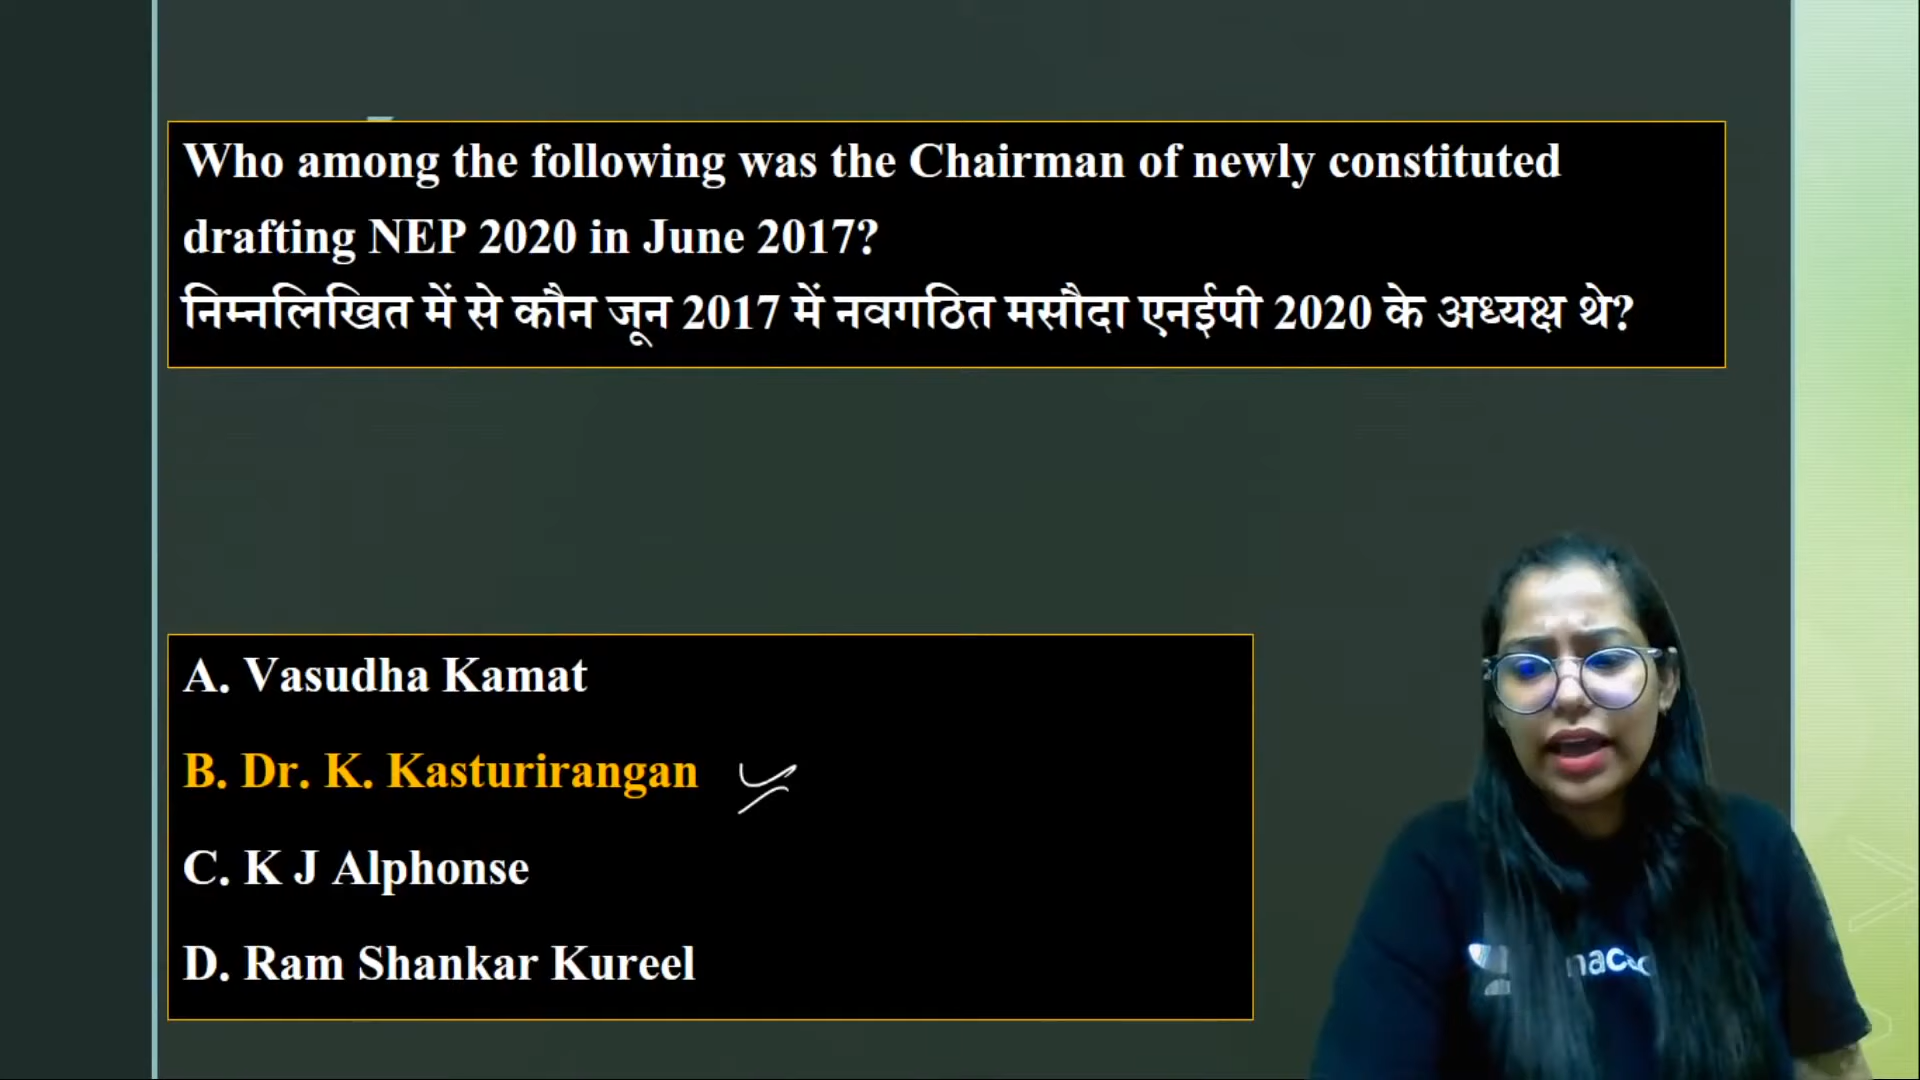 Who among the following was the Chairman of newly constituted
drafting NEP 2020 in June 2017?
निम्नलिखित में से कौन जून 2017 में नवगठित मसौदा एनईपी 2020 के अध्यक्ष थे?
A. Vasudha Kamat
B. Dr. K. Kasturirangan
C. K J Alphonse
D. Ram Shankar Kureel